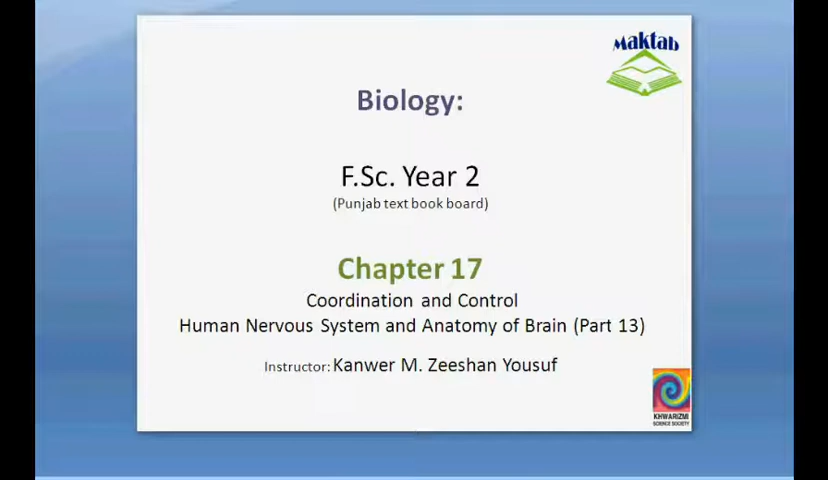 Maktab
Biology:
F.Sc. Year 2
(Punjab text book board)
Chapter 17
Coordination and Control
Human Nervous System and Anatomy of Brain (Part 13)
Instructor: Kanwer M. Zeeshan Yousuf
KHWARIZMI
SCIENCE SOCIETY